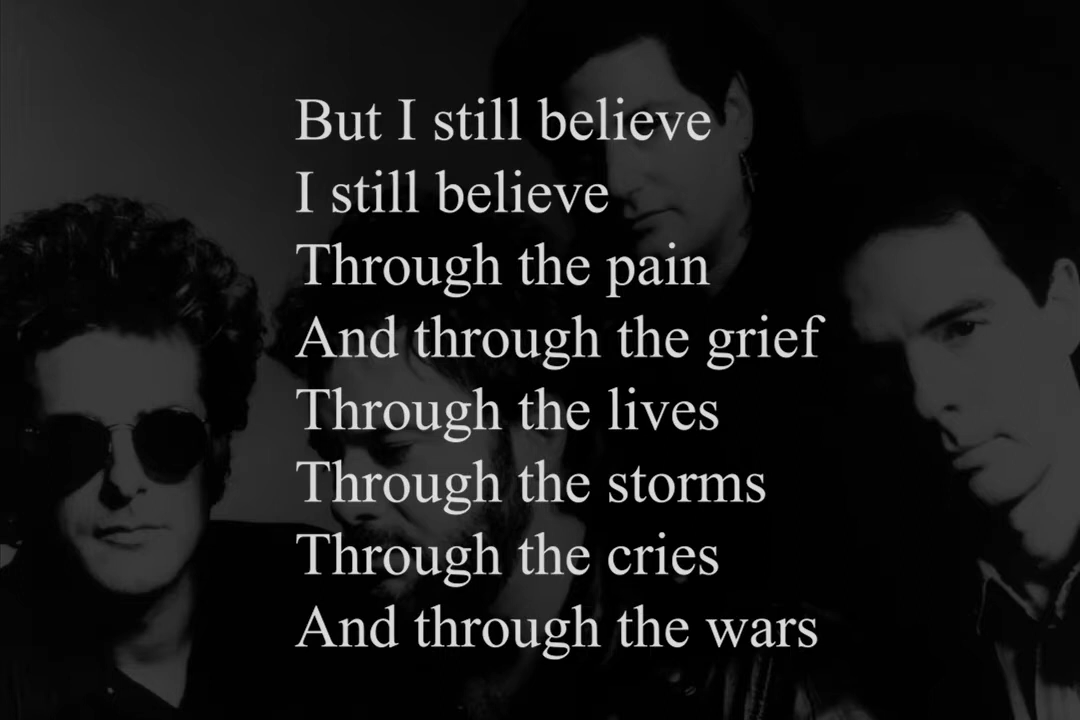 But I still believe
I still believe
Through the pain
And through the grief
Through the lives
Through the storms
Through the cries
And through the wars